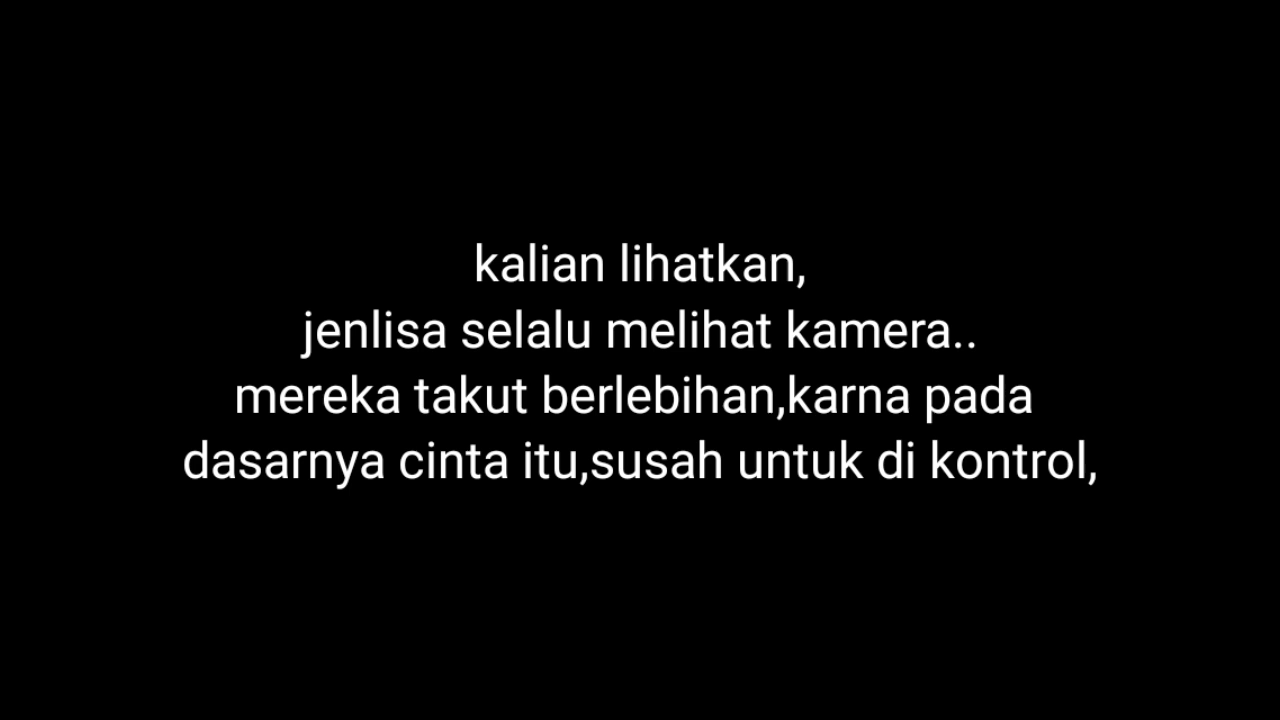 kalian lihatkan,
jenlisa selalu melihat kamera..
mereka takut berlebihan,karna pada
dasarnya cinta itu,susah untuk di kontrol,